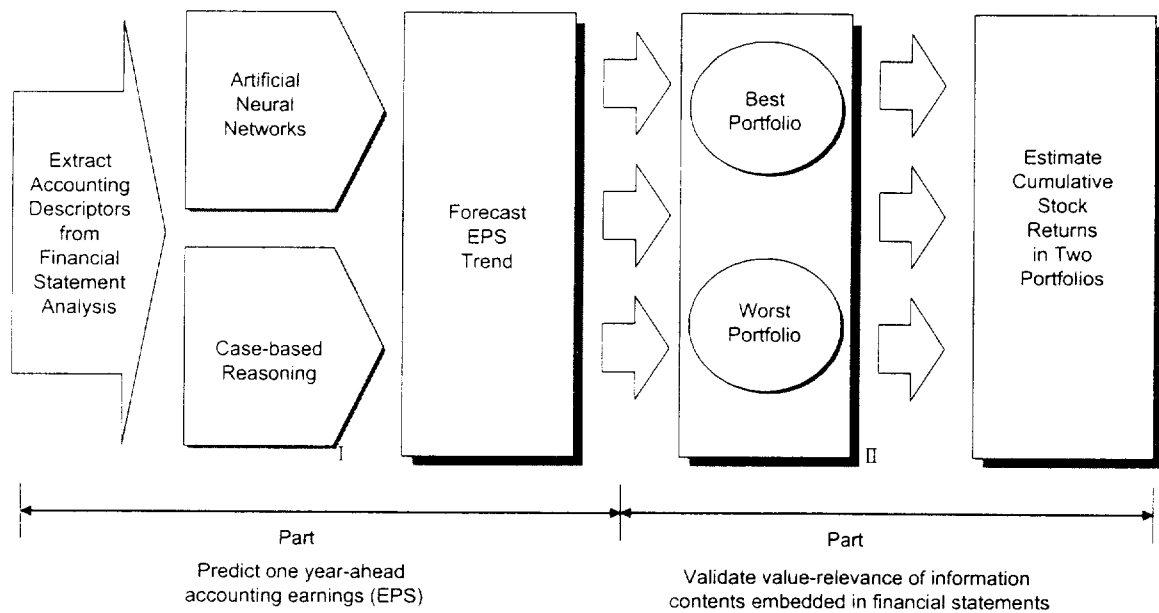 Extract
Accounting
Descriptors
from
Financial
Statement
Analysis
Artificial
Neural
Networks
Case-based
Reasoning
I
Forecast
EPS
Trend
Best
Portfolio
Worst
Portfolio
II
Estimate
Cumulative
Stock
Returns
in Two
Portfolios
Part
Predict one year-ahead
accounting earnings (EPS)
Part
Validate value-relevance of information
contents embedded in financial statements